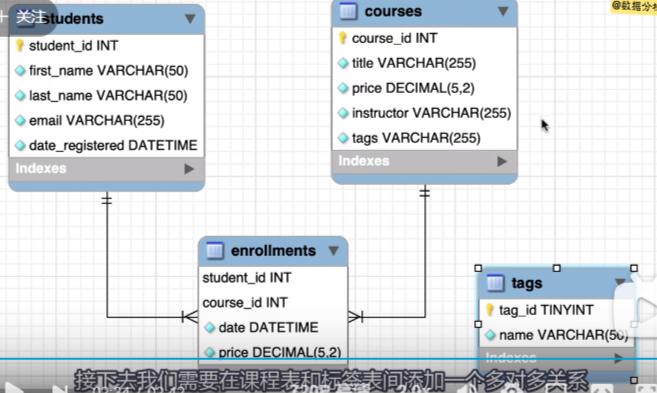 关注
students
student_id INT
first_name VARCHAR(50)
last_name VARCHAR(50)
email VARCHAR(255)
date_registered DATETIME
Indexes
courses
course_id INT
title VARCHAR(255)
price DECIMAL(5,2)
instructor VARCHAR(255)
tags VARCHAR(255)
Indexes
@数据分析
enrollments
student_id INT
course_id INT
date DATETIME
price DECIMAL(5,2)
tags
tag_id TINYINT
name VARCHAR(50)
Indexes
接下去我们需要在课程表和标签表间添加一个多对多关系